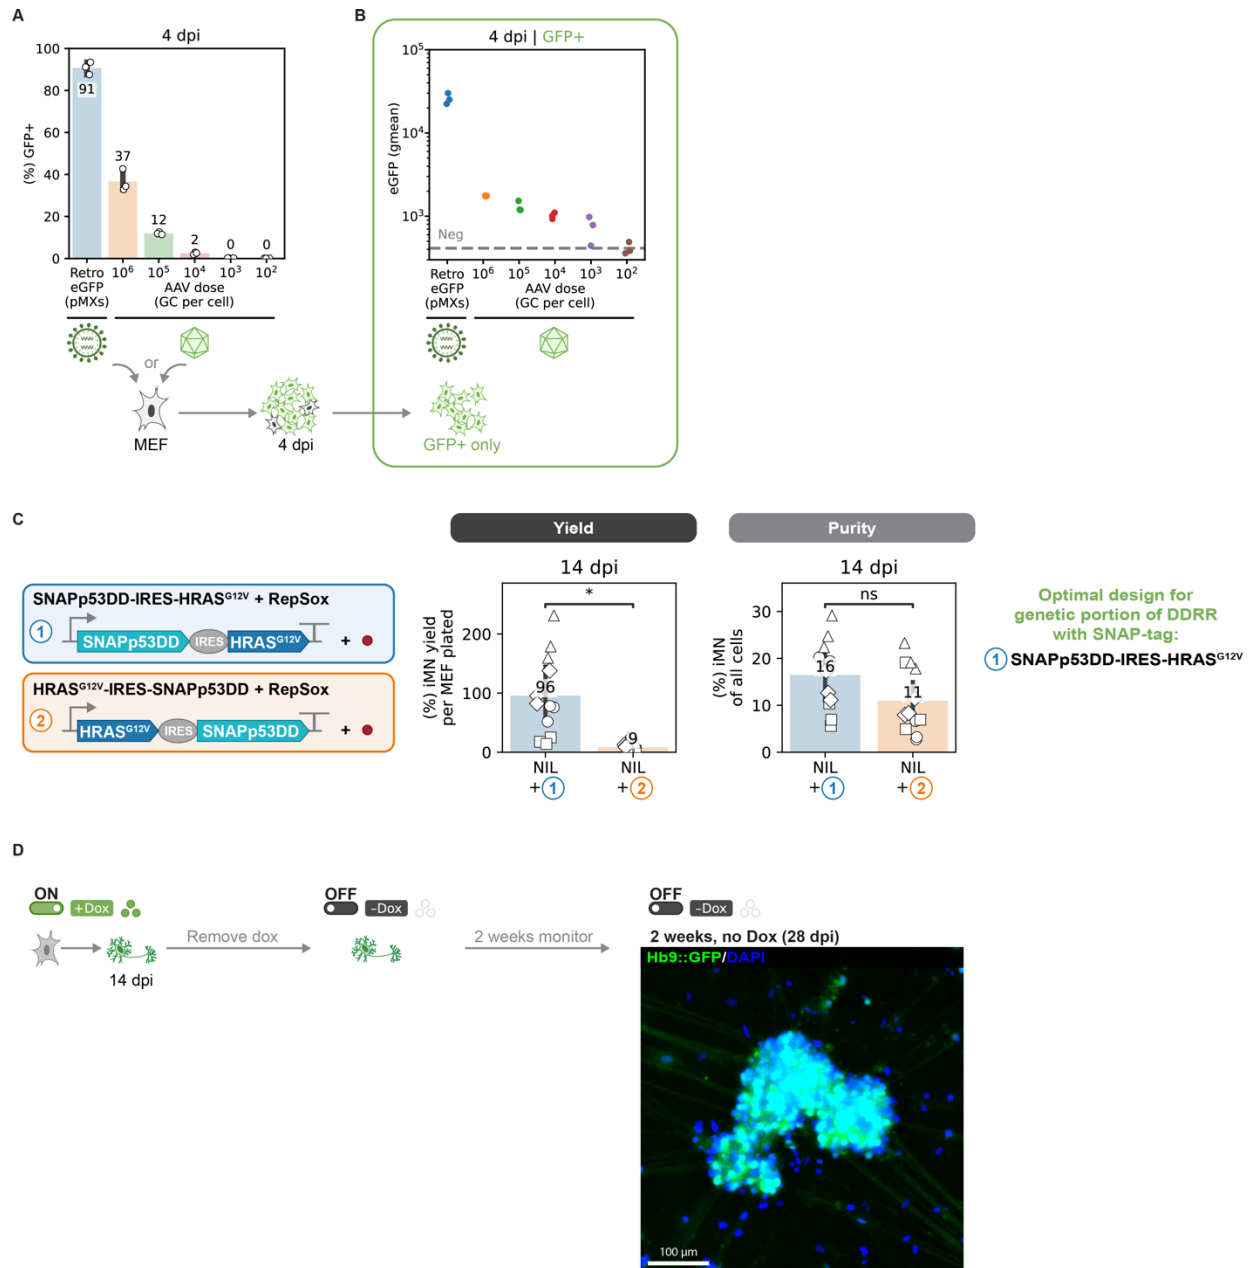 A
4 dpi
100
80
60
40
20
0
(%) GFP+
91
37
12
2
0
0
Retro
eGFP
(pMXs)
10⁶
10⁵
10⁴
10³
10²
AAV dose
(GC per cell)
or
MEF
4 dpi
B
4 dpi | GFP+
10⁵
10⁴
10³
eGFP (gmean)
Neg
Retro
eGFP
(pMXs)
10⁶
10⁵
10⁴
10³
10²
AAV dose
(GC per cell)
GFP+ only
C
SNAPp53DD-IRES-HRASᴳ¹²ⱽ + RepSox
1
SNAPp53DD
IRES
HRASᴳ¹²ⱽ
+
HRASᴳ¹²ⱽ-IRES-SNAPp53DD + RepSox
2
HRASᴳ¹²ⱽ
IRES
SNAPp53DD
+
Yield
14 dpi
*
200
100
0
(%) iMN yield
per MEF plated
96
9
NIL
+ 1
NIL
+ 2
Purity
14 dpi
ns
30
20
10
0
(%) iMN
of all cells
16
11
NIL
+ 1
NIL
+ 2
Optimal design for
genetic portion of DDRR
with SNAP-tag:
1 SNAPp53DD-IRES-HRASᴳ¹²ⱽ
D
ON
+Dox
14 dpi
Remove dox
OFF
–Dox
2 weeks monitor
OFF
–Dox
2 weeks, no Dox (28 dpi)
Hb9::GFP/DAPI
100 µm